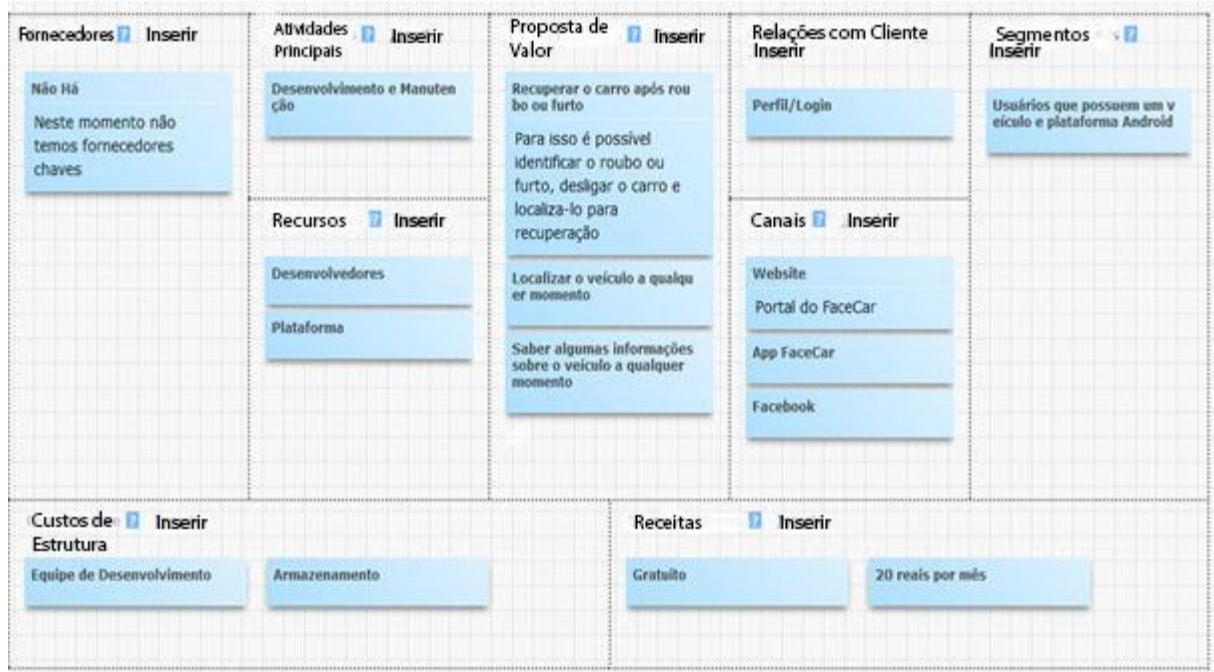 Fornecedores ? Inserir
Não Há
Neste momento não
temos fornecedores
chaves
Atividades ? Inserir
Principais
Desenvolvimento e Manuten
ção
Recursos ? Inserir
Desenvolvedores
Plataforma
Proposta de ? Inserir
Valor
Recuperar o carro após rou
bo ou furto
Para isso é possível
identificar o roubo ou
furto, desligar o carro e
localiza-lo para
recuperação
Localizar o veículo a qualqu
er momento
Saber algumas informações
sobre o veículo a qualquer
momento
Relações com Cliente
Inserir
Perfil/Login
Canais ? Inserir
Website
Portal do FaceCar
App FaceCar
Facebook
Segmentos ?
Inserir
Usuários que possuem um v
eículo e plataforma Android
Custos de ? Inserir
Estrutura
Equipe de Desenvolvimento
Armazenamento
Receitas ? Inserir
Gratuito
20 reais por mês